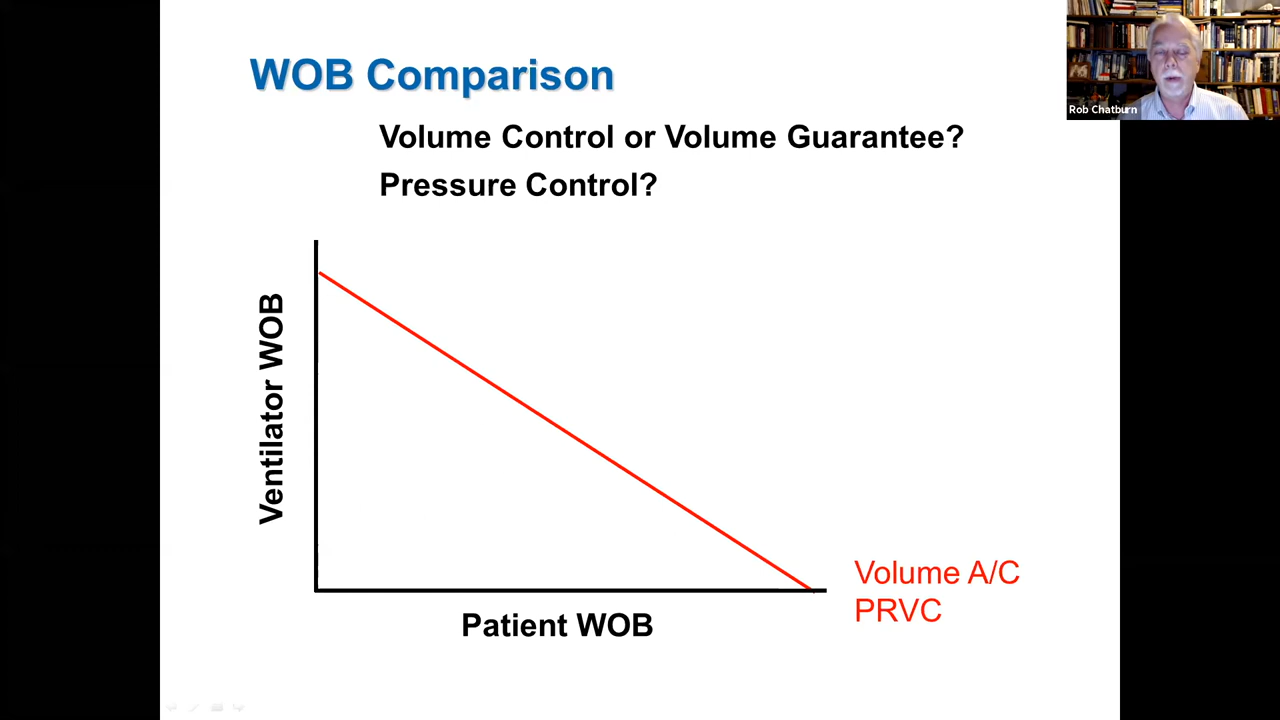 WOB Comparison
Rob Chatburn
Volume Control or Volume Guarantee?
Pressure Control?
Ventilator WOB
Volume A/C
PRVC
Patient WOB